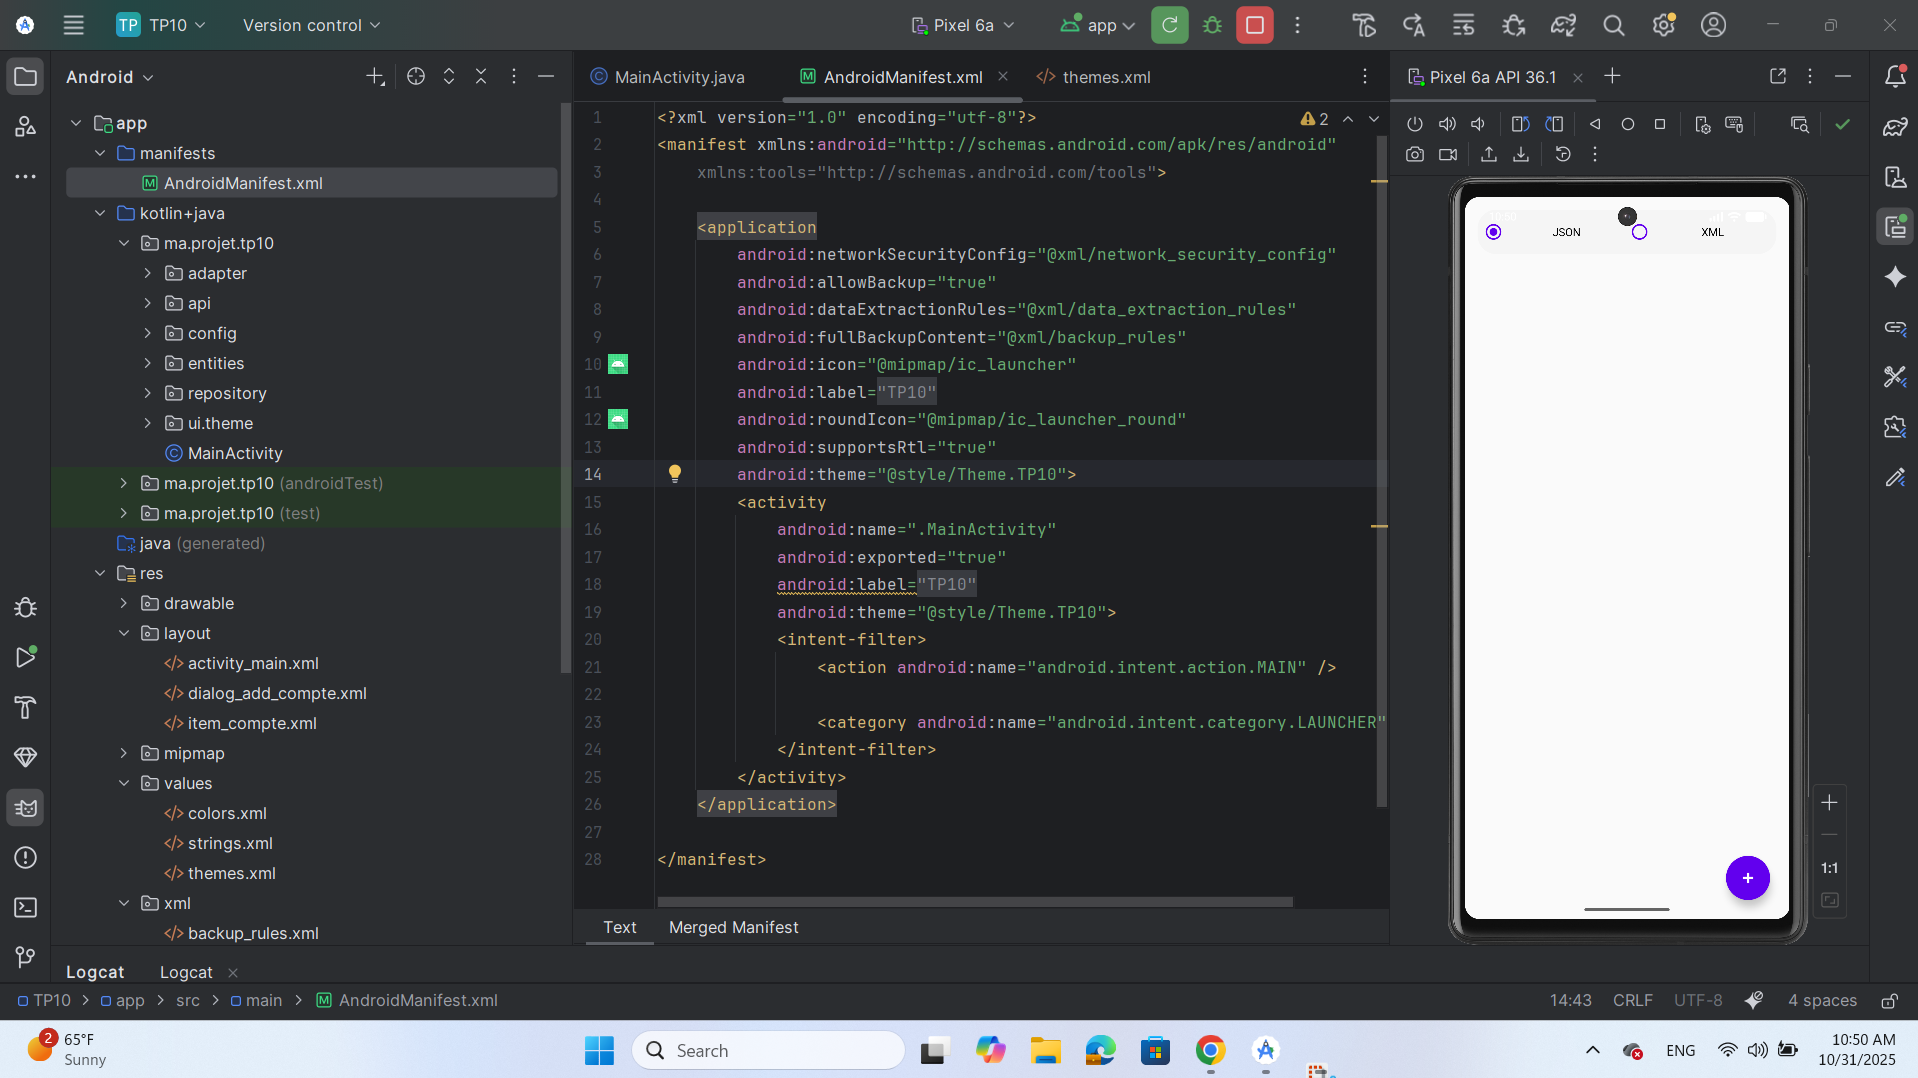 TP TP10 Version control Pixel 6a app
Android
MainActivity.java AndroidManifest.xml themes.xml
Pixel 6a API 36.1
app
manifests
AndroidManifest.xml
kotlin+java
ma.projet.tp10
adapter
api
config
entities
repository
ui.theme
MainActivity
ma.projet.tp10 (androidTest)
ma.projet.tp10 (test)
java (generated)
res
drawable
layout
activity_main.xml
dialog_add_compte.xml
item_compte.xml
mipmap
values
colors.xml
strings.xml
themes.xml
xml
backup_rules.xml
2
1 <?xml version="1.0" encoding="utf-8"?>
2 <manifest xmlns:android="http://schemas.android.com/apk/res/android"
3 xmlns:tools="http://schemas.android.com/tools">
4
5 <application
6 android:networkSecurityConfig="@xml/network_security_config"
7 android:allowBackup="true"
8 android:dataExtractionRules="@xml/data_extraction_rules"
9 android:fullBackupContent="@xml/backup_rules"
10 android:icon="@mipmap/ic_launcher"
11 android:label="TP10"
12 android:roundIcon="@mipmap/ic_launcher_round"
13 android:supportsRtl="true"
14 android:theme="@style/Theme.TP10">
15 <activity
16 android:name=".MainActivity"
17 android:exported="true"
18 android:label="TP10"
19 android:theme="@style/Theme.TP10">
20 <intent-filter>
21 <action android:name="android.intent.action.MAIN" />
22
23 <category android:name="android.intent.category.LAUNCHER"
24 </intent-filter>
25 </activity>
26 </application>
27
28 </manifest>
Text Merged Manifest
10:50
JSON XML
+
1:1
Logcat Logcat
TP10 > app > src > main > AndroidManifest.xml
14:43 CRLF UTF-8 4 spaces
2 65°F
Sunny
Search
ENG
10:50 AM
10/31/2025